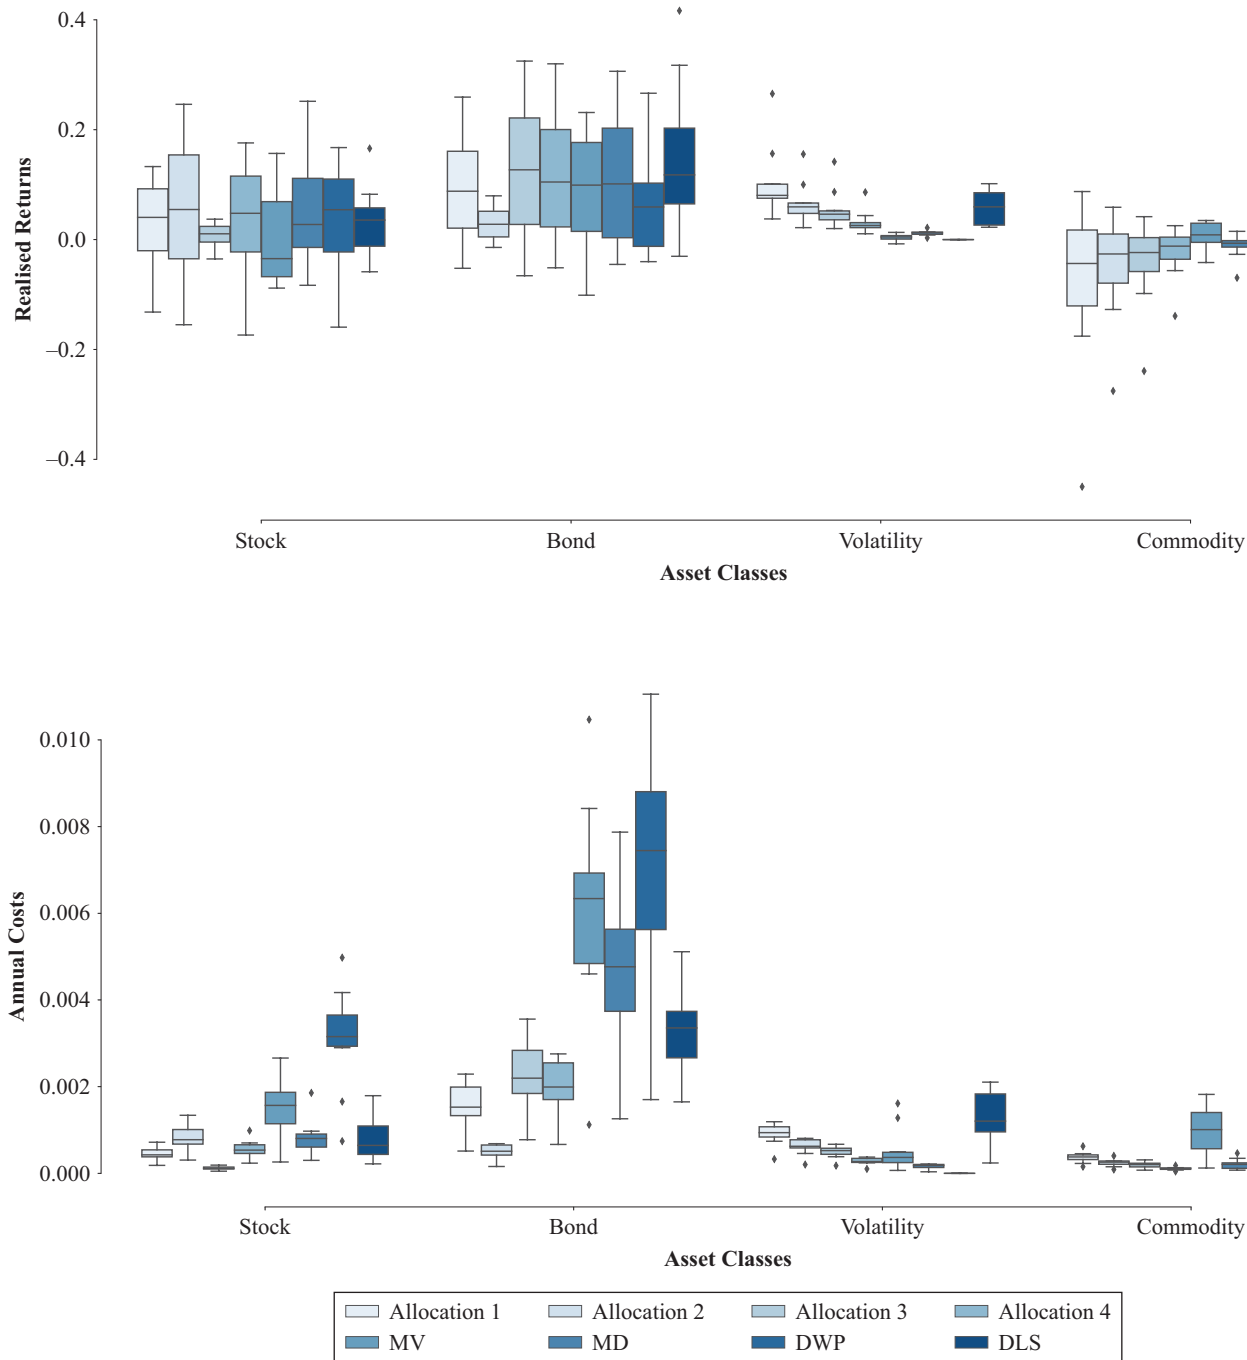 0.4
0.2
0.0
–0.2
–0.4
Realised Returns
Stock Bond Volatility Commodity
Asset Classes
0.010
0.008
0.006
0.004
0.002
0.000
Annual Costs
Stock Bond Volatility Commodity
Asset Classes
Allocation 1 Allocation 2 Allocation 3 Allocation 4
MV MD DWP DLS